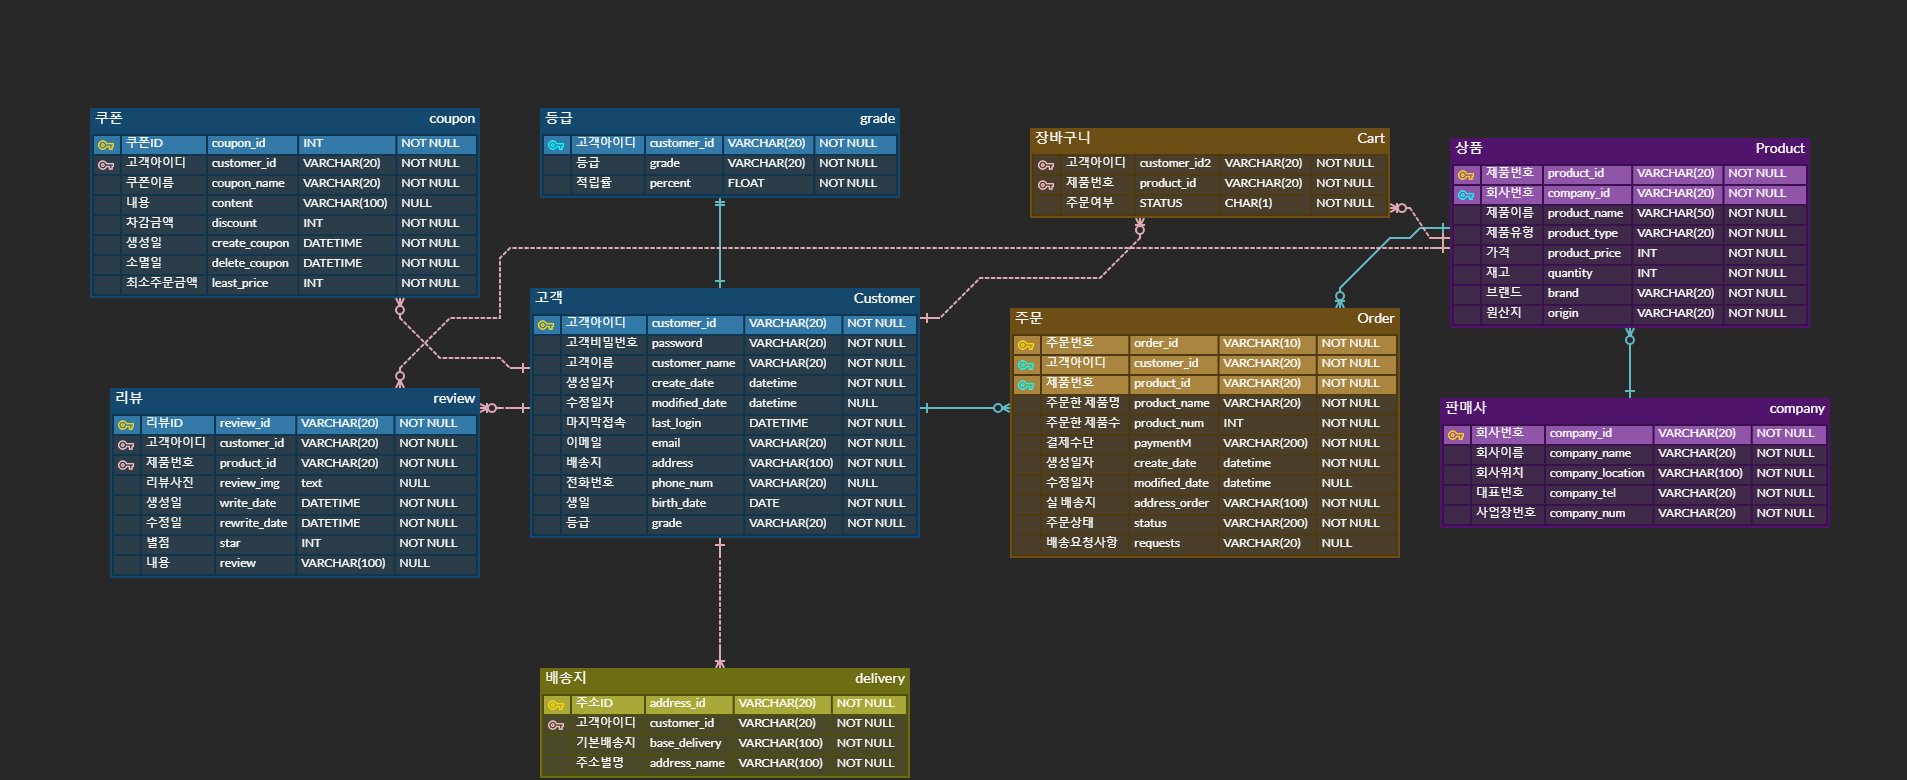 쿠폰 coupon
쿠폰ID coupon_id INT NOT NULL
고객아이디 customer_id VARCHAR(20) NOT NULL
쿠폰이름 coupon_name VARCHAR(20) NOT NULL
내용 content VARCHAR(100) NULL
차감금액 discount INT NOT NULL
생성일 create_coupon DATETIME NOT NULL
소멸일 delete_coupon DATETIME NOT NULL
최소주문금액 least_price INT NOT NULL
등급 grade
고객아이디 customer_id VARCHAR(20) NOT NULL
등급 grade VARCHAR(20) NOT NULL
적립률 percent FLOAT NOT NULL
장바구니 Cart
고객아이디 customer_id2 VARCHAR(20) NOT NULL
제품번호 product_id VARCHAR(20) NOT NULL
주문여부 STATUS CHAR(1) NOT NULL
상품 Product
제품번호 product_id VARCHAR(20) NOT NULL
회사번호 company_id VARCHAR(20) NOT NULL
제품이름 product_name VARCHAR(50) NOT NULL
제품유형 product_type VARCHAR(20) NOT NULL
가격 product_price INT NOT NULL
재고 quantity INT NOT NULL
브랜드 brand VARCHAR(20) NOT NULL
원산지 origin VARCHAR(20) NOT NULL
고객 Customer
고객아이디 customer_id VARCHAR(20) NOT NULL
고객비밀번호 password VARCHAR(20) NOT NULL
고객이름 customer_name VARCHAR(20) NOT NULL
생성일자 create_date datetime NOT NULL
수정일자 modified_date datetime NULL
마지막접속 last_login DATETIME NOT NULL
이메일 email VARCHAR(20) NOT NULL
배송지 address VARCHAR(100) NOT NULL
전화번호 phone_num VARCHAR(20) NULL
생일 birth_date DATE NOT NULL
등급 grade VARCHAR(20) NOT NULL
주문 Order
주문번호 order_id VARCHAR(10) NOT NULL
고객아이디 customer_id VARCHAR(20) NOT NULL
제품번호 product_id VARCHAR(20) NOT NULL
주문한 제품명 product_name VARCHAR(20) NOT NULL
주문한 제품수 product_num INT NOT NULL
결제수단 paymentM VARCHAR(200) NOT NULL
생성일자 create_date datetime NOT NULL
수정일자 modified_date datetime NULL
실 배송지 address_order VARCHAR(100) NOT NULL
주문상태 status VARCHAR(200) NOT NULL
배송요청사항 requests VARCHAR(20) NULL
리뷰 review
리뷰ID review_id VARCHAR(20) NOT NULL
고객아이디 customer_id VARCHAR(20) NOT NULL
제품번호 product_id VARCHAR(20) NOT NULL
리뷰사진 review_img text NULL
생성일 write_date DATETIME NOT NULL
수정일 rewrite_date DATETIME NOT NULL
별점 star INT NOT NULL
내용 review VARCHAR(100) NULL
판매사 company
회사번호 company_id VARCHAR(20) NOT NULL
회사이름 company_name VARCHAR(20) NOT NULL
회사위치 company_location VARCHAR(100) NOT NULL
대표번호 company_tel VARCHAR(20) NOT NULL
사업장번호 company_num VARCHAR(20) NOT NULL
배송지 delivery
주소ID address_id VARCHAR(20) NOT NULL
고객아이디 customer_id VARCHAR(20) NOT NULL
기본배송지 base_delivery VARCHAR(100) NOT NULL
주소별명 address_name VARCHAR(100) NOT NULL